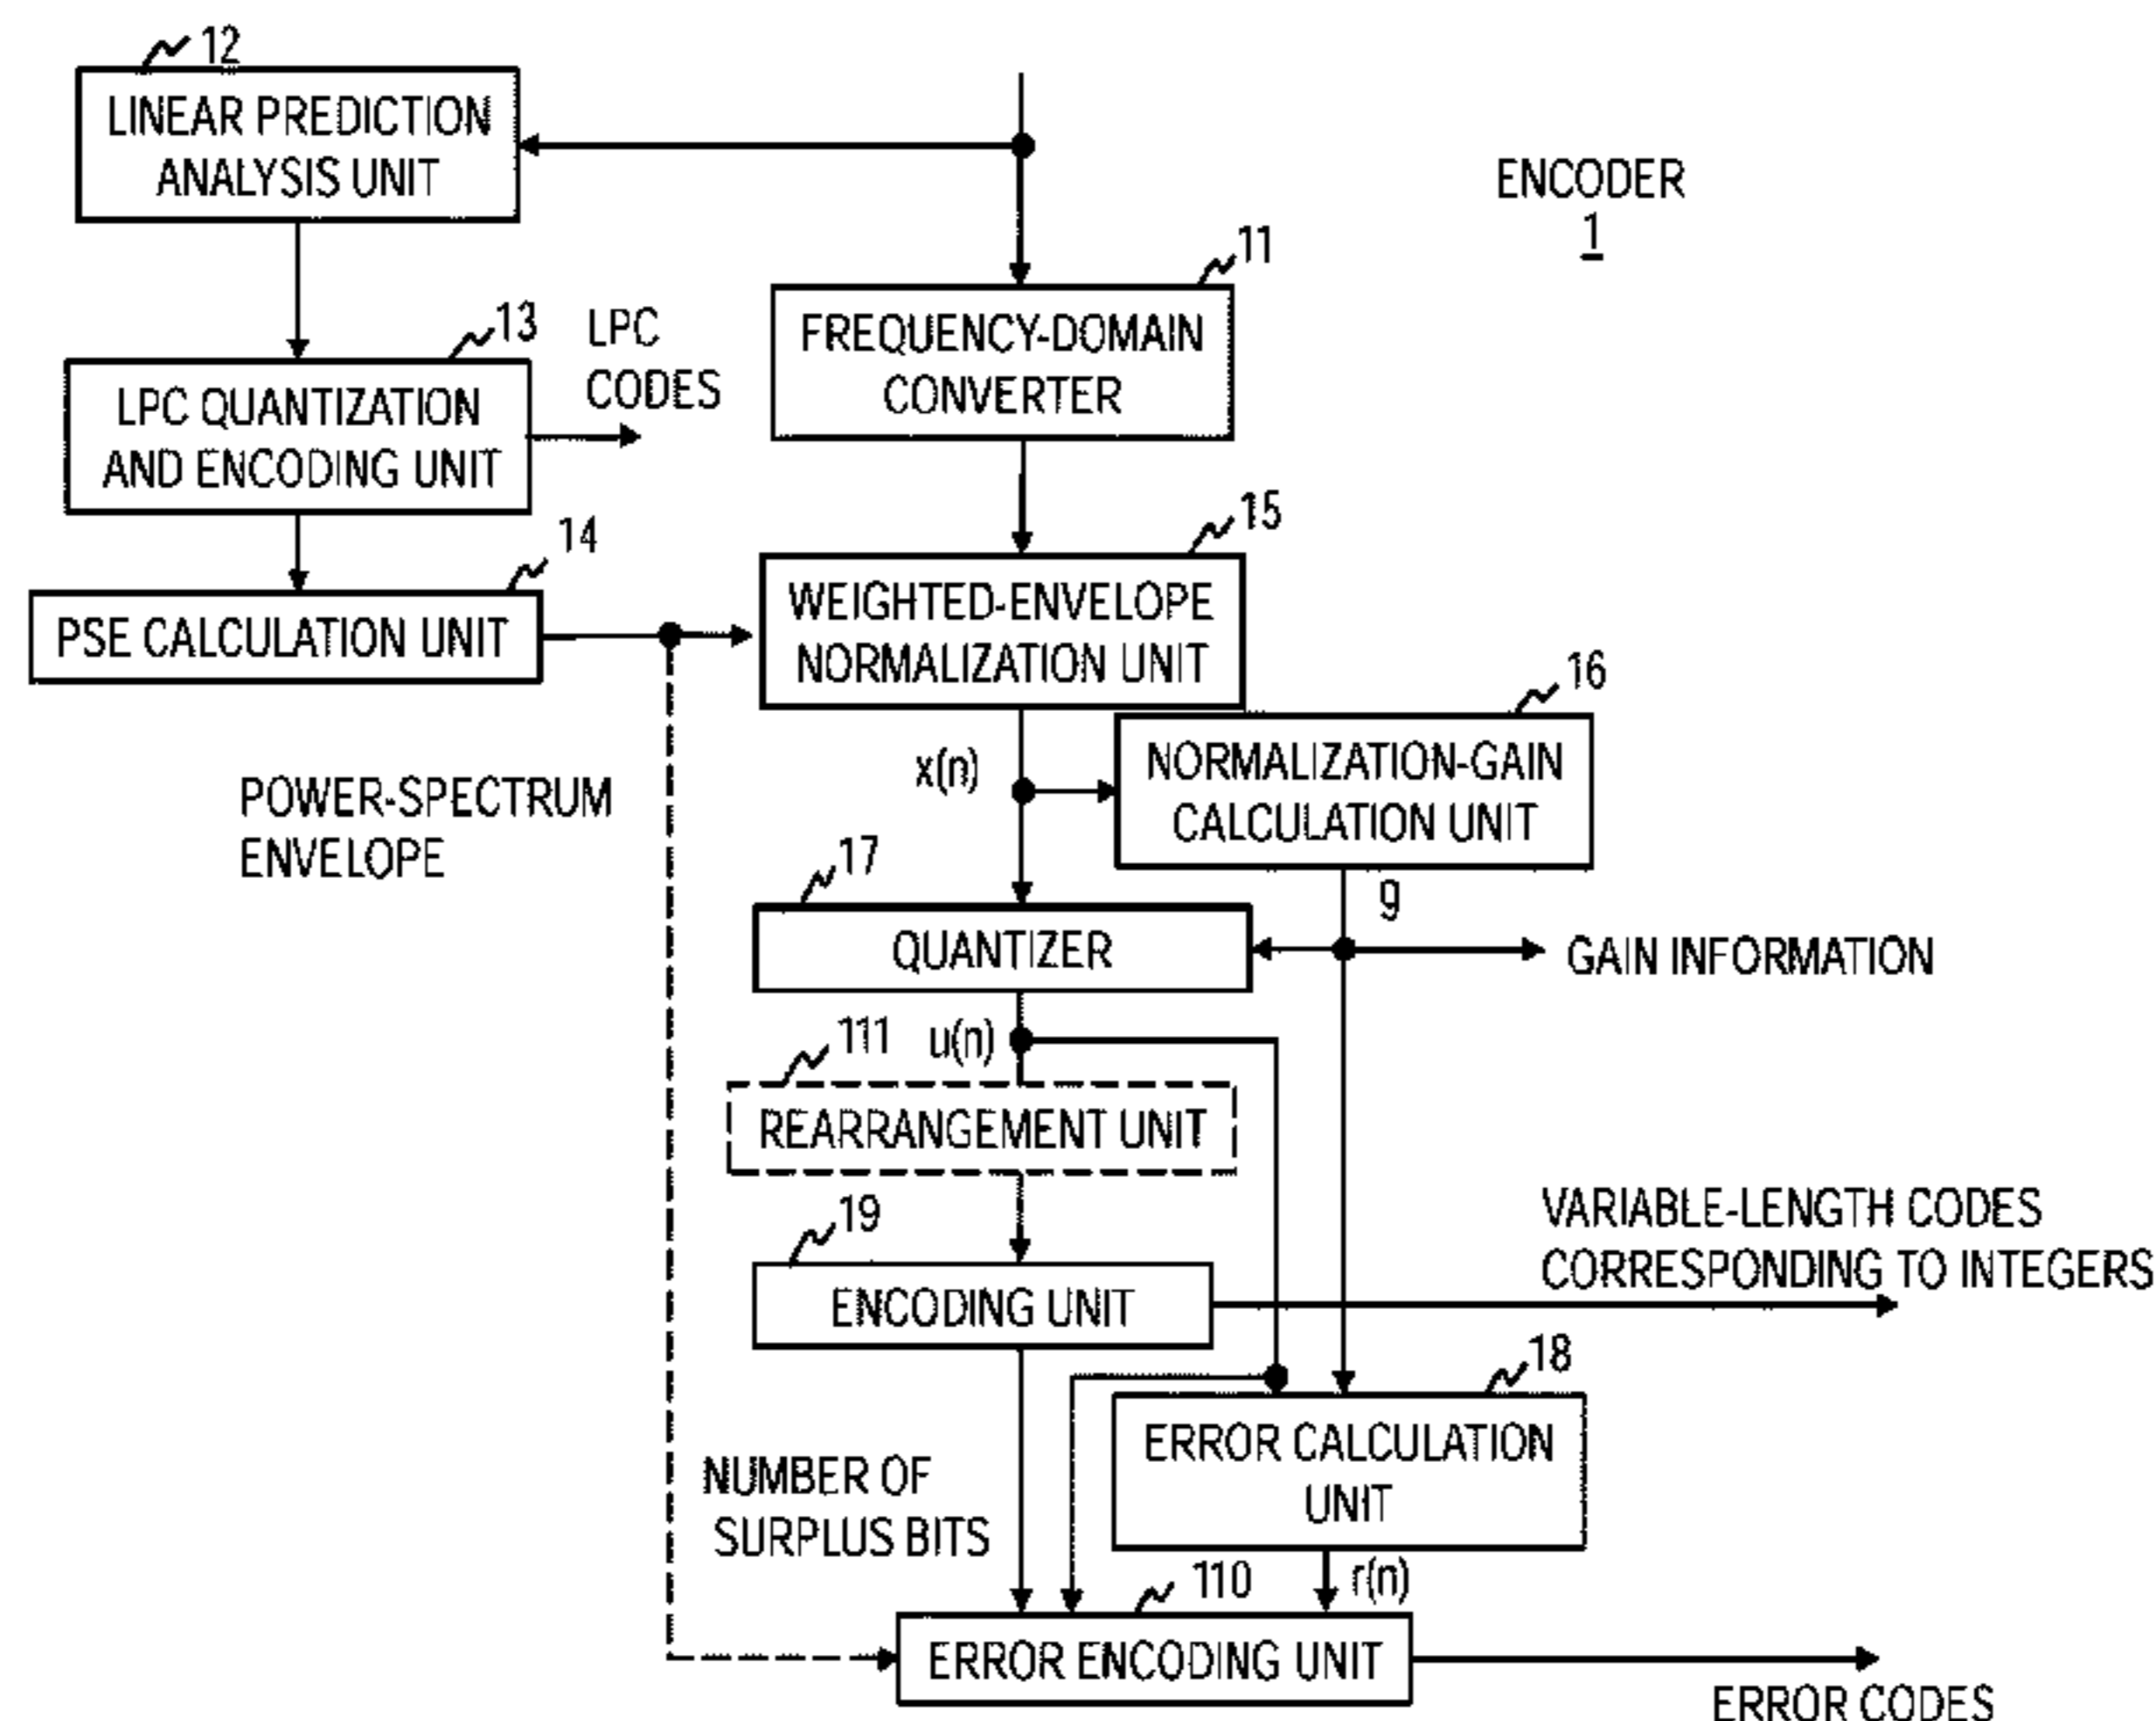 12
LINEAR PREDICTION
ANALYSIS UNIT
ENCODER
1
11
FREQUENCY-DOMAIN
CONVERTER
13
LPC QUANTIZATION
AND ENCODING UNIT
LPC
CODES
14
PSE CALCULATION UNIT
15
WEIGHTED-ENVELOPE
NORMALIZATION UNIT
16
NORMALIZATION-GAIN
CALCULATION UNIT
x(n)
POWER-SPECTRUM
ENVELOPE
17
QUANTIZER
g
GAIN INFORMATION
111
u(n)
REARRANGEMENT UNIT
19
ENCODING UNIT
VARIABLE-LENGTH CODES
CORRESPONDING TO INTEGERS
18
ERROR CALCULATION
UNIT
NUMBER OF
SURPLUS BITS
110
r(n)
ERROR ENCODING UNIT
ERROR CODES